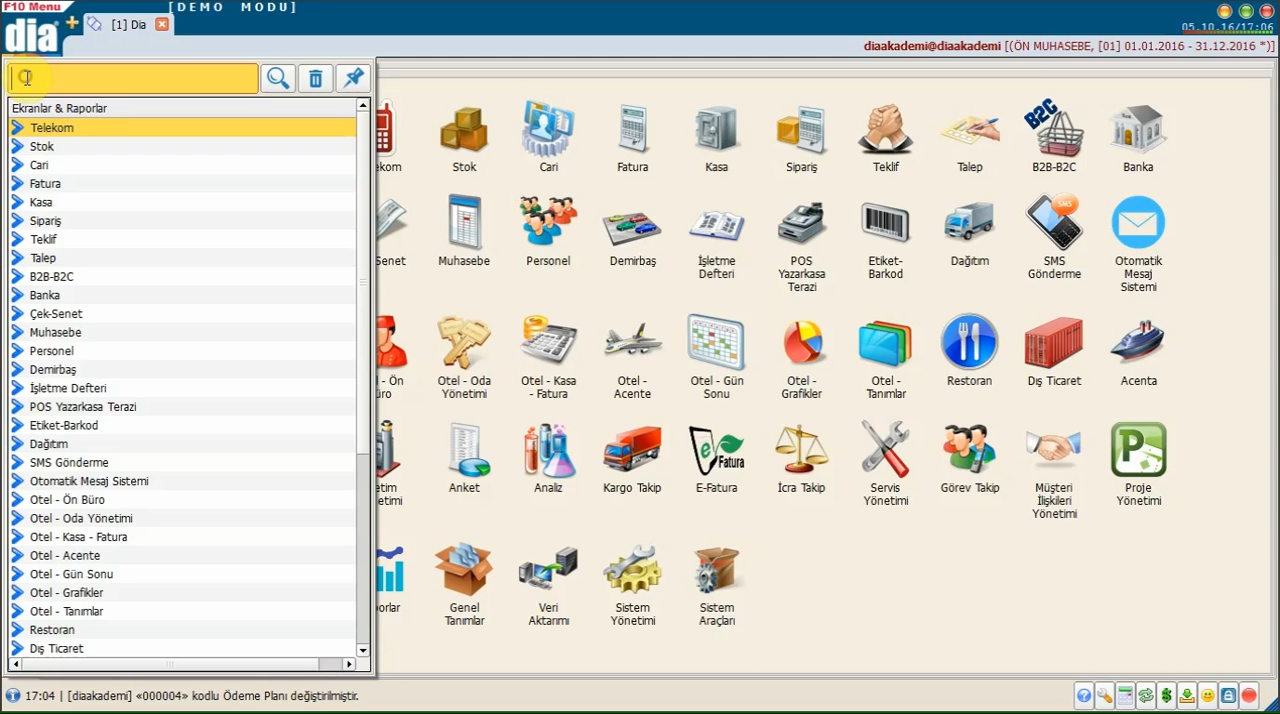 F10 Menu
[DEMO MODU]
dia
[1] Dia
05.10.16/17:06
diaakademi@diaakademi [(ÖN MUHASEBE, [01] 01.01.2016 - 31.12.2016 *)]
Ekranlar & Raporlar
Telekom
Stok
Cari
Fatura
Kasa
Sipariş
Teklif
Talep
B2B-B2C
Banka
Çek-Senet
Muhasebe
Personel
Demirbaş
İşletme Defteri
POS Yazarkasa Terazi
Etiket-Barkod
Dağıtım
SMS Gönderme
Otomatik Mesaj Sistemi
Otel - Ön Büro
Otel - Oda Yönetimi
Otel - Kasa - Fatura
Otel - Acente
Otel - Gün Sonu
Otel - Grafikler
Otel - Tanımlar
Restoran
Dış Ticaret
B2C
ekom
Stok
Cari
Fatura
Kasa
Sipariş
Teklif
Talep
B2B-B2C
Banka
SMS
Senet
Muhasebe
Personel
Demirbaş
İşletme
Defteri
POS
Yazarkasa
Terazi
Etiket-
Barkod
Dağıtım
SMS
Gönderme
Otomatik
Mesaj
Sistemi
- Ön
üro
Otel - Oda
Yönetimi
Otel - Kasa
- Fatura
Otel -
Acente
Otel - Gün
Sonu
Otel -
Grafikler
Otel -
Tanımlar
Restoran
Dış Ticaret
Acenta
e Fatura
P
etim
etimi
Anket
Analiz
Kargo Takip
E-Fatura
İcra Takip
Servis
Yönetimi
Görev Takip
Müşteri
İlişkileri
Yönetimi
Proje
Yönetimi
porlar
Genel
Tanımlar
Veri
Aktarımı
Sistem
Yönetimi
Sistem
Araçları
17:04 | [diaakademi] «000004» kodlu Ödeme Planı değiştirilmiştir.